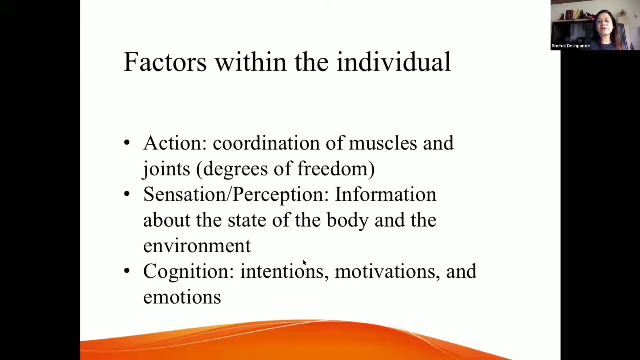 Factors within the individual
• Action: coordination of muscles and
joints (degrees of freedom)
• Sensation/Perception: Information
about the state of the body and the
environment
• Cognition: intentions, motivations, and
emotions